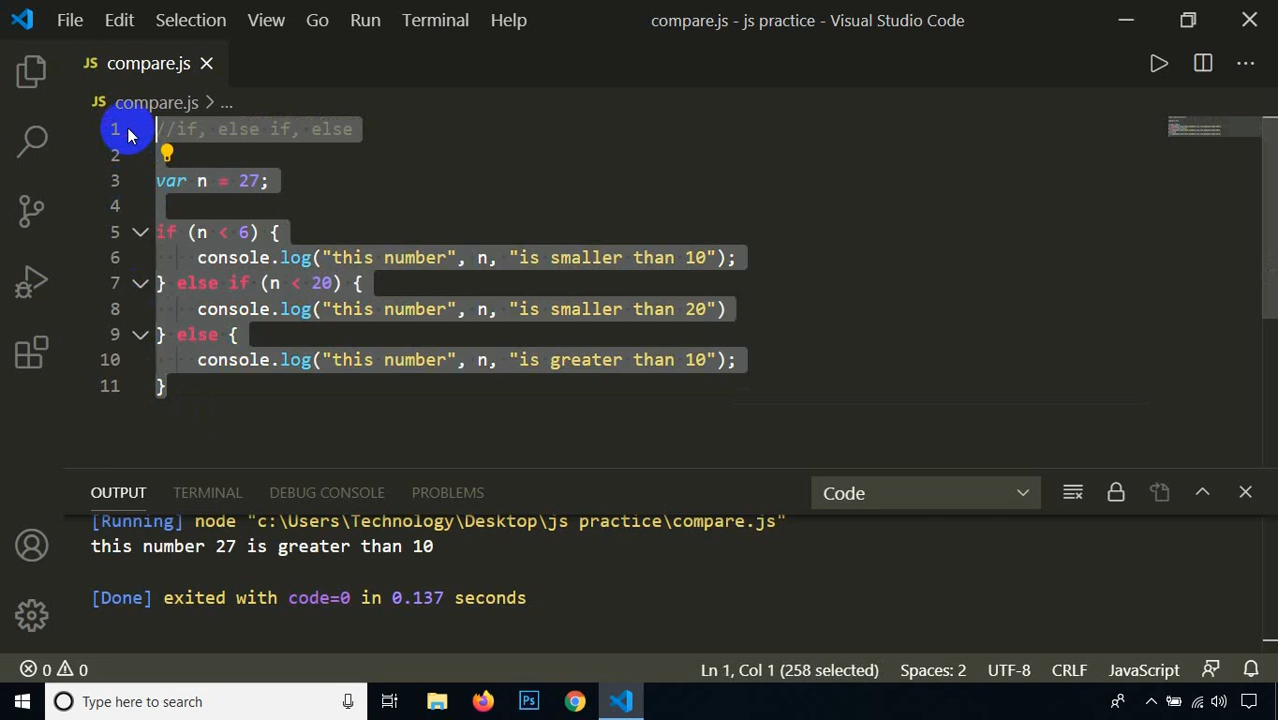 File Edit Selection View Go Run Terminal Help compare.js - js practice - Visual Studio Code
JS compare.js
JS compare.js > ...
1 //if, else if, else
2
3 var n = 27;
4
5 if (n < 6) {
6 console.log("this number", n, "is smaller than 10");
7 } else if (n < 20) {
8 console.log("this number", n, "is smaller than 20")
9 } else {
10 console.log("this number", n, "is greater than 10");
11 }
OUTPUT TERMINAL DEBUG CONSOLE PROBLEMS Code
[Running] node "c:\Users\Technology\Desktop\js practice\compare.js"
this number 27 is greater than 10
[Done] exited with code=0 in 0.137 seconds
0 0 Ln 1, Col 1 (258 selected) Spaces: 2 UTF-8 CRLF JavaScript
Type here to search Ps